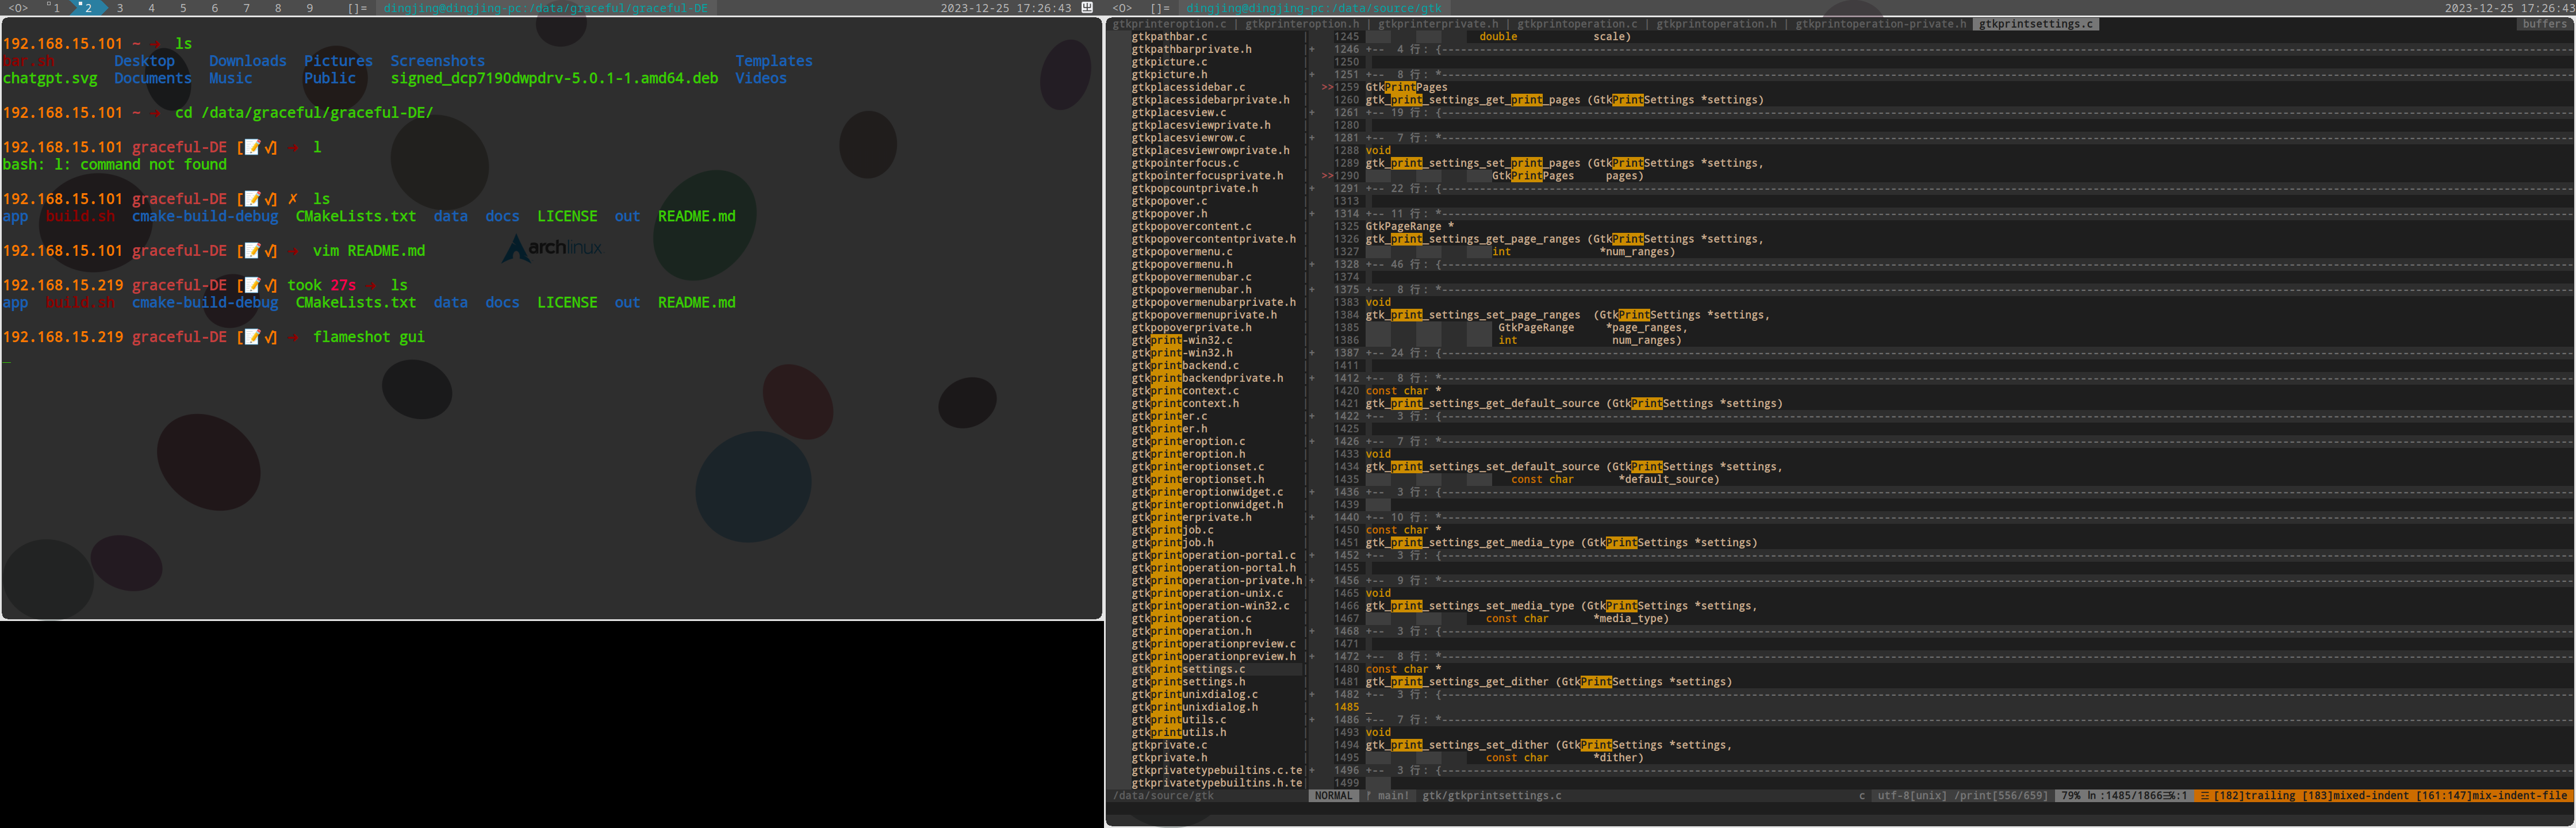 <O> 1 2 3 4 5 6 7 8 9 []= dingjing@dingjing-pc:/data/graceful/graceful-DE 2023-12-25 17:26:43
192.168.15.101 ~ → ls
bar.sh Desktop Downloads Pictures Screenshots Templates
chatgpt.svg Documents Music Public signed_dcp7190dwpdrv-5.0.1-1.amd64.deb Videos
192.168.15.101 ~ → cd /data/graceful/graceful-DE/
192.168.15.101 graceful-DE [📝√] → l
bash: l: command not found
192.168.15.101 graceful-DE [📝√] ✗ ls
app build.sh cmake-build-debug CMakeLists.txt data docs LICENSE out README.md
192.168.15.101 graceful-DE [📝√] → vim README.md
archlinux
192.168.15.219 graceful-DE [📝√] took 27s → ls
app build.sh cmake-build-debug CMakeLists.txt data docs LICENSE out README.md
192.168.15.219 graceful-DE [📝√] → flameshot gui
<O> []= dingjing@dingjing-pc:/data/source/gtk 2023-12-25 17:26:43
gtkprinteroption.c | gtkprinteroption.h | gtkprinterprivate.h | gtkprintoperation.c | gtkprintoperation.h | gtkprintoperation-private.h | gtkprintsettings.c buffers
gtkpathbar.c
gtkpathbarprivate.h
gtkpicture.c
gtkpicture.h
gtkplacessidebar.c
gtkplacessidebarprivate.h
gtkplacesview.c
gtkplacesviewprivate.h
gtkplacesviewrow.c
gtkplacesviewrowprivate.h
gtkpointerfocus.c
gtkpointerfocusprivate.h
gtkpopcountprivate.h
gtkpopover.c
gtkpopover.h
gtkpopovercontent.c
gtkpopovercontentprivate.h
gtkpopovermenu.c
gtkpopovermenu.h
gtkpopovermenubar.c
gtkpopovermenubar.h
gtkpopovermenubarprivate.h
gtkpopovermenuprivate.h
gtkpopoverprivate.h
gtkprint-win32.c
gtkprint-win32.h
gtkprintbackend.c
gtkprintbackendprivate.h
gtkprintcontext.c
gtkprintcontext.h
gtkprinter.c
gtkprinter.h
gtkprinteroption.c
gtkprinteroption.h
gtkprinteroptionset.c
gtkprinteroptionset.h
gtkprinteroptionwidget.c
gtkprinteroptionwidget.h
gtkprinterprivate.h
gtkprintjob.c
gtkprintjob.h
gtkprintoperation-portal.c
gtkprintoperation-portal.h
gtkprintoperation-private.h
gtkprintoperation-unix.c
gtkprintoperation-win32.c
gtkprintoperation.c
gtkprintoperation.h
gtkprintoperationpreview.c
gtkprintoperationpreview.h
gtkprintsettings.c
gtkprintsettings.h
gtkprintunixdialog.c
gtkprintunixdialog.h
gtkprintutils.c
gtkprintutils.h
gtkprivate.c
gtkprivate.h
gtkprivatetypebuiltins.c.te
gtkprivatetypebuiltins.h.te
1245 double scale)
+ 1246 +-- 4 行: {
1250
+ 1251 +-- 8 行: *
>>1259 GtkPrintPages
1260 gtk_print_settings_get_print_pages (GtkPrintSettings *settings)
+ 1261 +-- 19 行: {
1280
+ 1281 +-- 7 行: *
1288 void
1289 gtk_print_settings_set_print_pages (GtkPrintSettings *settings,
>>1290 GtkPrintPages pages)
+ 1291 +-- 22 行: {
1313
+ 1314 +-- 11 行: *
1325 GtkPageRange *
1326 gtk_print_settings_get_page_ranges (GtkPrintSettings *settings,
1327 int *num_ranges)
+ 1328 +-- 46 行: {
1374
+ 1375 +-- 8 行: *
1383 void
1384 gtk_print_settings_set_page_ranges (GtkPrintSettings *settings,
1385 GtkPageRange *page_ranges,
1386 int num_ranges)
+ 1387 +-- 24 行: {
1411
+ 1412 +-- 8 行: *
1420 const char *
1421 gtk_print_settings_get_default_source (GtkPrintSettings *settings)
+ 1422 +-- 3 行: {
1425
+ 1426 +-- 7 行: *
1433 void
1434 gtk_print_settings_set_default_source (GtkPrintSettings *settings,
1435 const char *default_source)
+ 1436 +-- 3 行: {
1439
+ 1440 +-- 10 行: *
1450 const char *
1451 gtk_print_settings_get_media_type (GtkPrintSettings *settings)
+ 1452 +-- 3 行: {
1455
+ 1456 +-- 9 行: *
1465 void
1466 gtk_print_settings_set_media_type (GtkPrintSettings *settings,
1467 const char *media_type)
+ 1468 +-- 3 行: {
1471
+ 1472 +-- 8 行: *
1480 const char *
1481 gtk_print_settings_get_dither (GtkPrintSettings *settings)
+ 1482 +-- 3 行: {
1485
+ 1486 +-- 7 行: *
1493 void
1494 gtk_print_settings_set_dither (GtkPrintSettings *settings,
1495 const char *dither)
+ 1496 +-- 3 行: {
1499
/data/source/gtk NORMAL main! gtk/gtkprintsettings.c c utf-8[unix] /print[556/659] 79% ln :1485/1866☰%:1 ☲ [182]trailing [183]mixed-indent [161:147]mix-indent-file